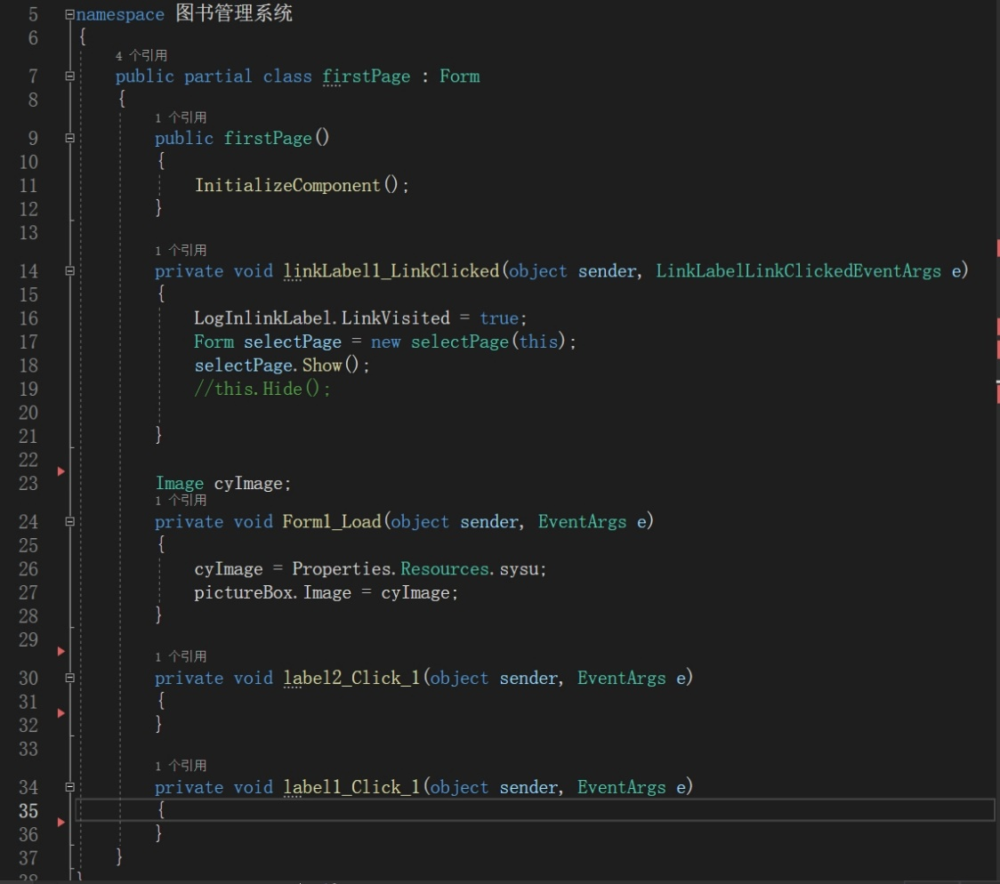 5 namespace 图书管理系统
6 {
4 个引用
7 public partial class firstPage : Form
8 {
1 个引用
9 public firstPage()
10 {
11 InitializeComponent();
12 }
13
1 个引用
14 private void linkLabel1_LinkClicked(object sender, LinkLabelLinkClickedEventArgs e)
15 {
16 LogInlinkLabel.LinkVisited = true;
17 Form selectPage = new selectPage(this);
18 selectPage.Show();
19 //this.Hide();
20
21 }
22
23 Image cyImage;
1 个引用
24 private void Form1_Load(object sender, EventArgs e)
25 {
26 cyImage = Properties.Resources.sysu;
27 pictureBox.Image = cyImage;
28 }
29
1 个引用
30 private void label2_Click_1(object sender, EventArgs e)
31 {
32 }
33
1 个引用
34 private void label1_Click_1(object sender, EventArgs e)
35 {
36 }
37 }
38 }